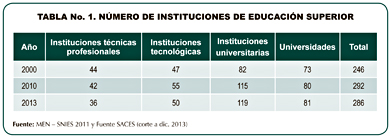 TABLA No. 1. NÚMERO DE INSTITUCIONES DE EDUCACIÓN SUPERIOR
Año Instituciones técnicas profesionales Instituciones tecnológicas Instituciones universitarias Universidades Total
2000 44 47 82 73 246
2010 42 55 115 80 292
2013 36 50 119 81 286
Fuente: MEN – SNIES 2011 y Fuente SACES (corte a dic. 2013)